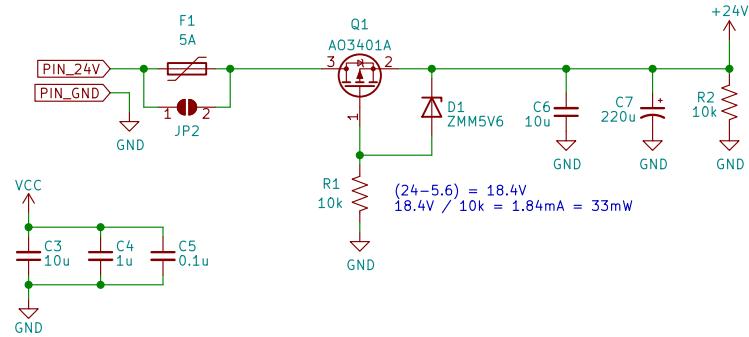 +24V
F1
5A
Q1
AO3401A
3
2
1
PIN_24V
PIN_GND
1
2
JP2
GND
D1
ZMM5V6
C6
10u
GND
C7
220u
+
GND
R2
10k
GND
R1
10k
GND
(24-5.6) = 18.4V
18.4V / 10k = 1.84mA = 33mW
VCC
C3
10u
C4
1u
C5
0.1u
GND